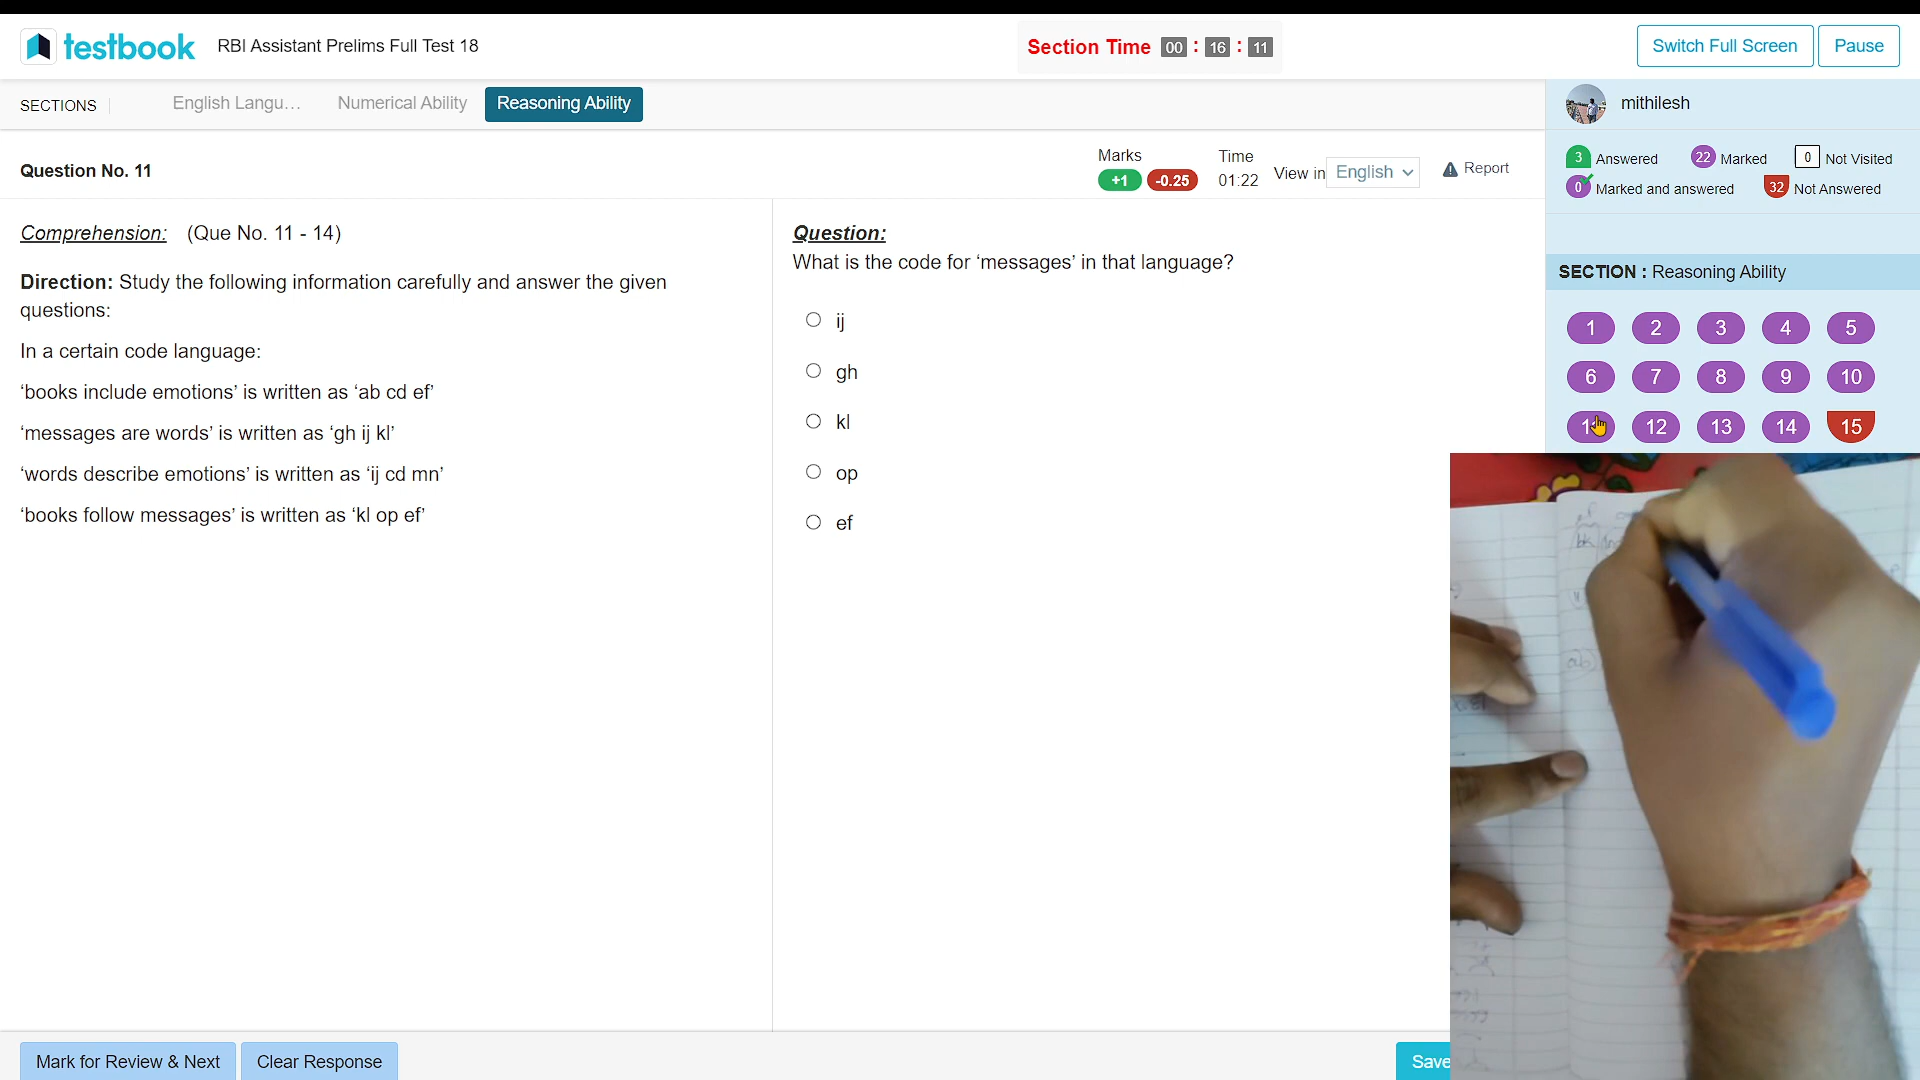 testbook RBI Assistant Prelims Full Test 18
Section Time 00 : 16 : 11
Switch Full Screen Pause
SECTIONS English Langu... Numerical Ability Reasoning Ability
mithilesh
3 Answered 22 Marked 0 Not Visited
0 Marked and answered 32 Not Answered
Question No. 11
Marks +1 -0.25
Time 01:22
View in English
Report
Comprehension: (Que No. 11 - 14)
Direction: Study the following information carefully and answer the given
questions:
In a certain code language:
‘books include emotions’ is written as ‘ab cd ef’
‘messages are words’ is written as ‘gh ij kl’
‘words describe emotions’ is written as ‘ij cd mn’
‘books follow messages’ is written as ‘kl op ef’
Question:
What is the code for ‘messages’ in that language?
ij
gh
kl
op
ef
SECTION : Reasoning Ability
1 2 3 4 5
6 7 8 9 10
12 13 14 15
Mark for Review & Next Clear Response
Save